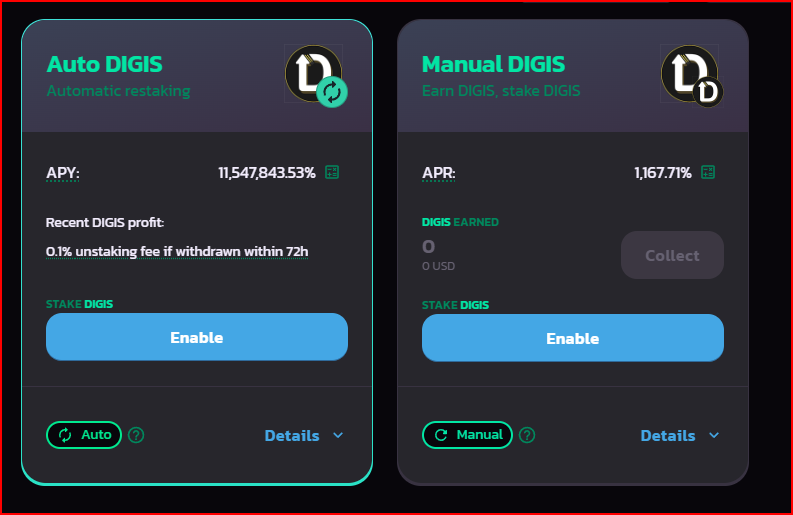 Auto DIGIS
Automatic restaking
APY: 11,547,843.53%
Recent DIGIS profit:
0.1% unstaking fee if withdrawn within 72h
STAKE DIGIS
Enable
Auto Details
Manual DIGIS
Earn DIGIS, stake DIGIS
APR: 1,167.71%
DIGIS EARNED
0
0 USD
Collect
STAKE DIGIS
Enable
Manual Details